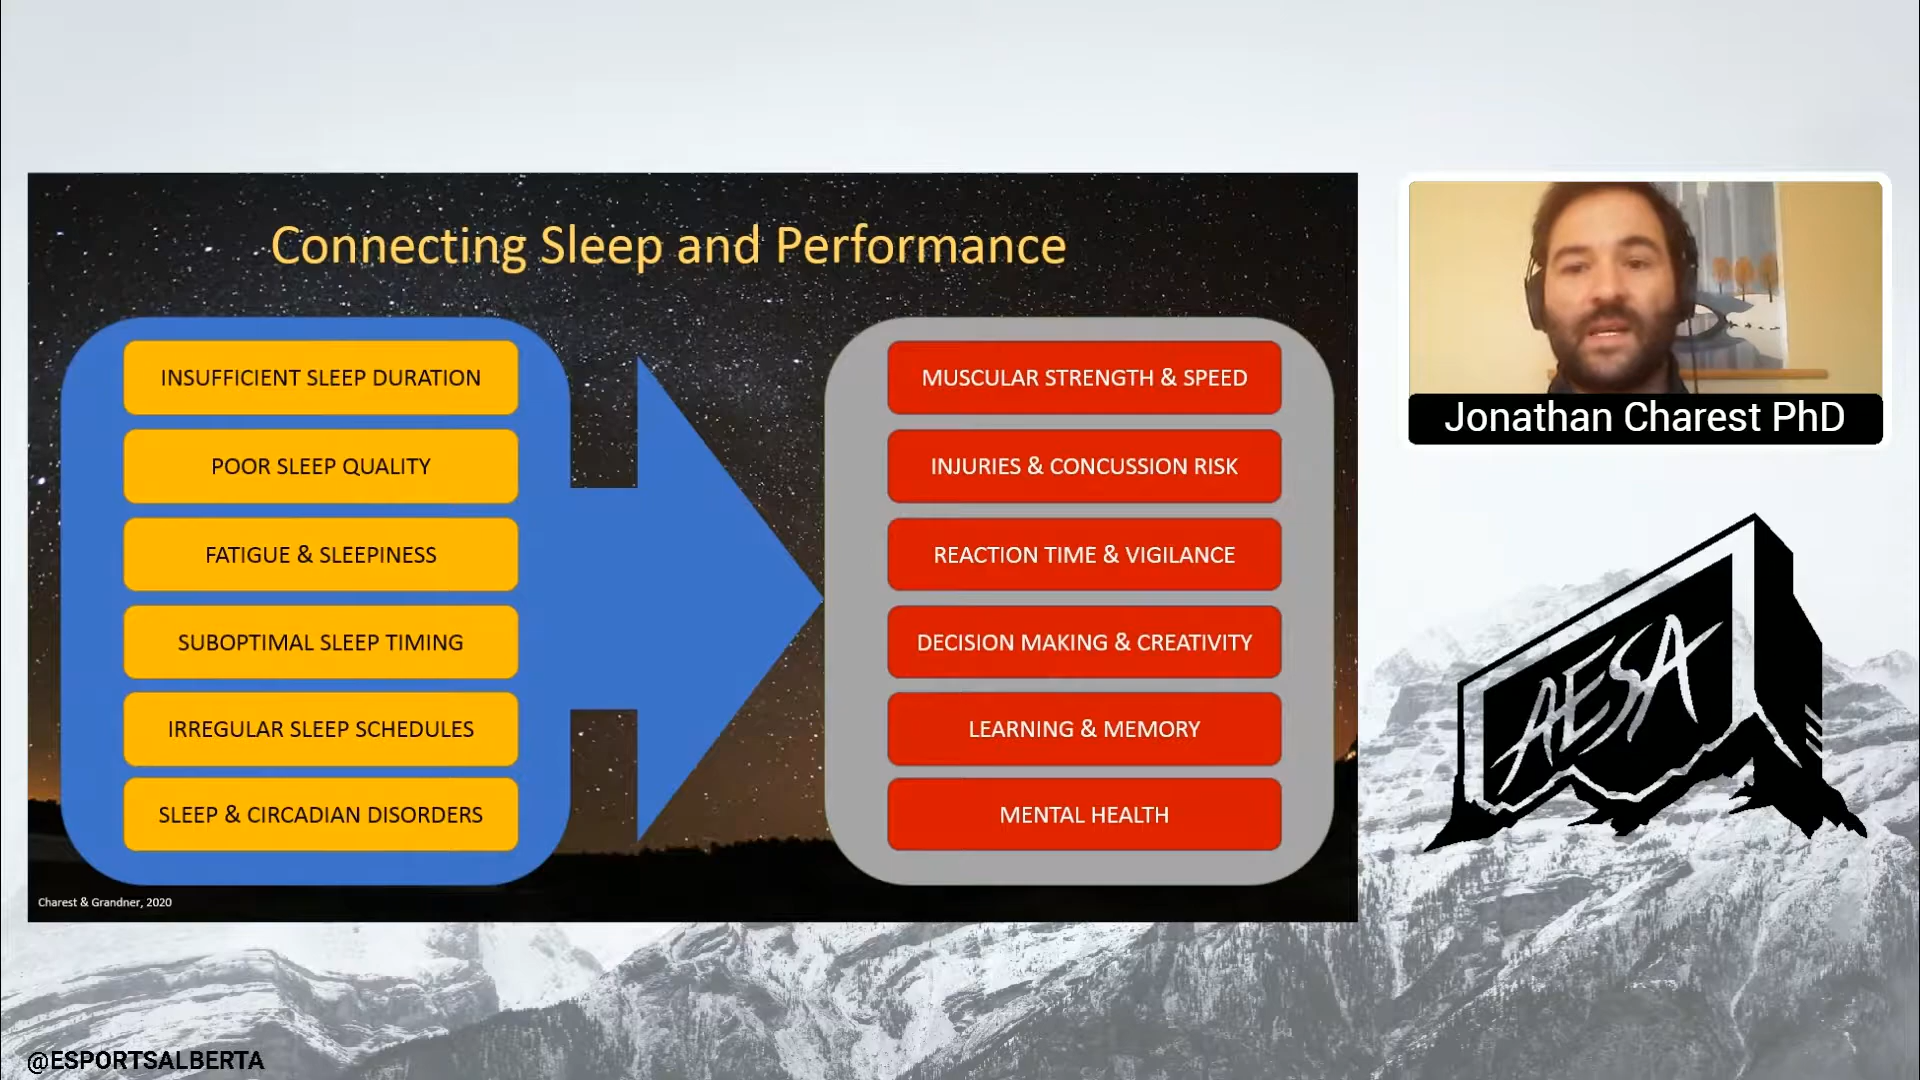 Connecting Sleep and Performance
INSUFFICIENT SLEEP DURATION
POOR SLEEP QUALITY
FATIGUE & SLEEPINESS
SUBOPTIMAL SLEEP TIMING
IRREGULAR SLEEP SCHEDULES
SLEEP & CIRCADIAN DISORDERS
MUSCULAR STRENGTH & SPEED
INJURIES & CONCUSSION RISK
REACTION TIME & VIGILANCE
DECISION MAKING & CREATIVITY
LEARNING & MEMORY
MENTAL HEALTH
Charest & Grandner, 2020
Jonathan Charest PhD
AESA
@ESPORTSALBERTA